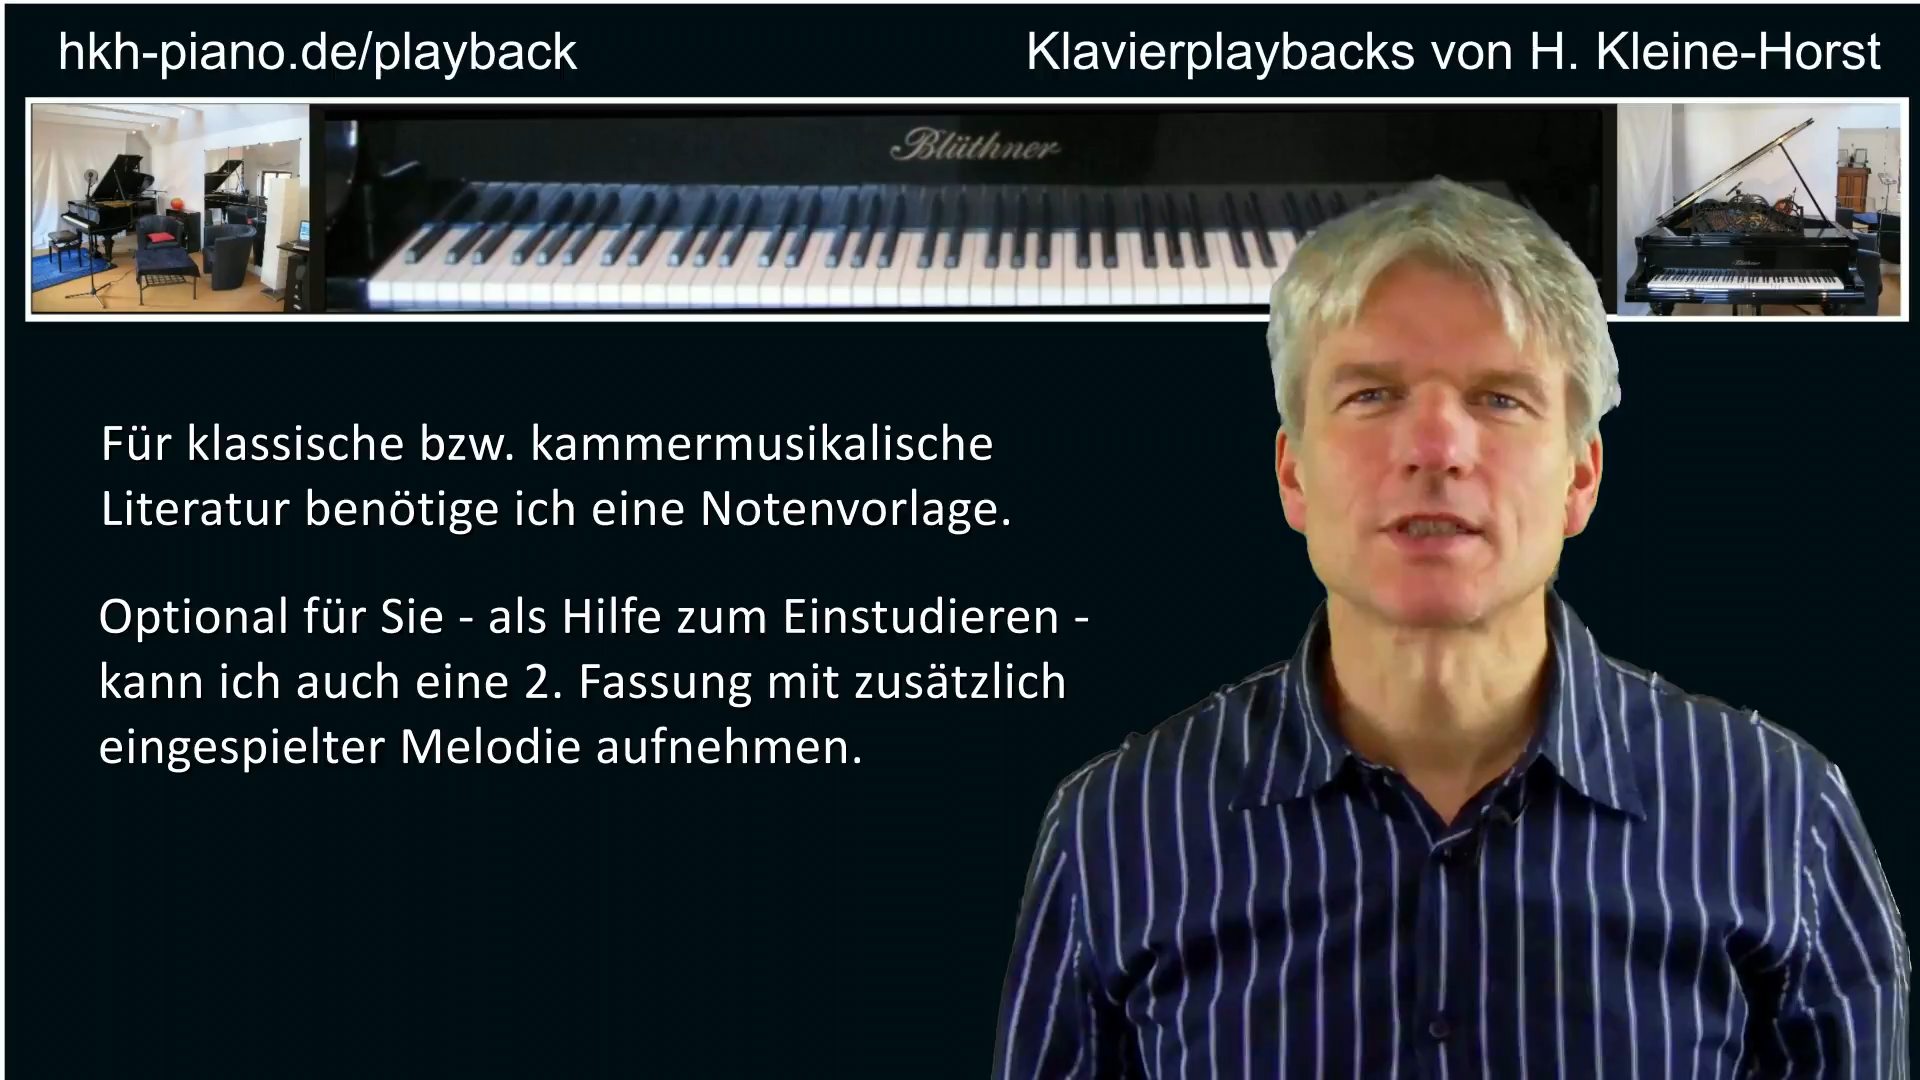 hkh-piano.de/playback
Klavierplaybacks von H. Kleine-Horst
Blüthner
Für klassische bzw. kammermusikalische
Literatur benötige ich eine Notenvorlage.
Optional für Sie - als Hilfe zum Einstudieren -
kann ich auch eine 2. Fassung mit zusätzlich
eingespielter Melodie aufnehmen.